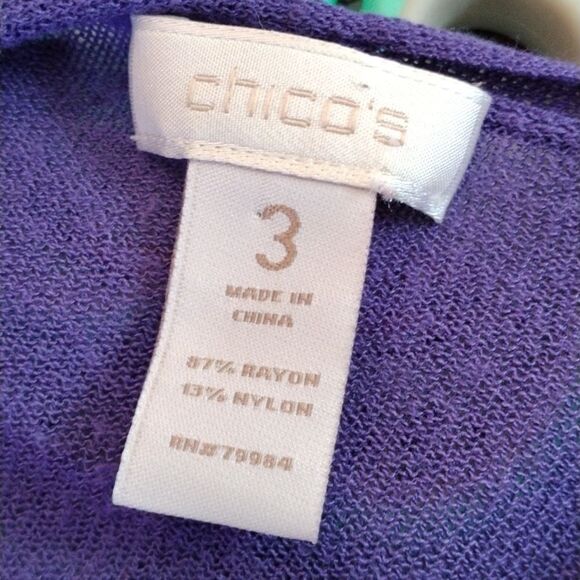 chico's
3
MADE IN
CHINA
87% RAYON
13% NYLON
RN# 79984